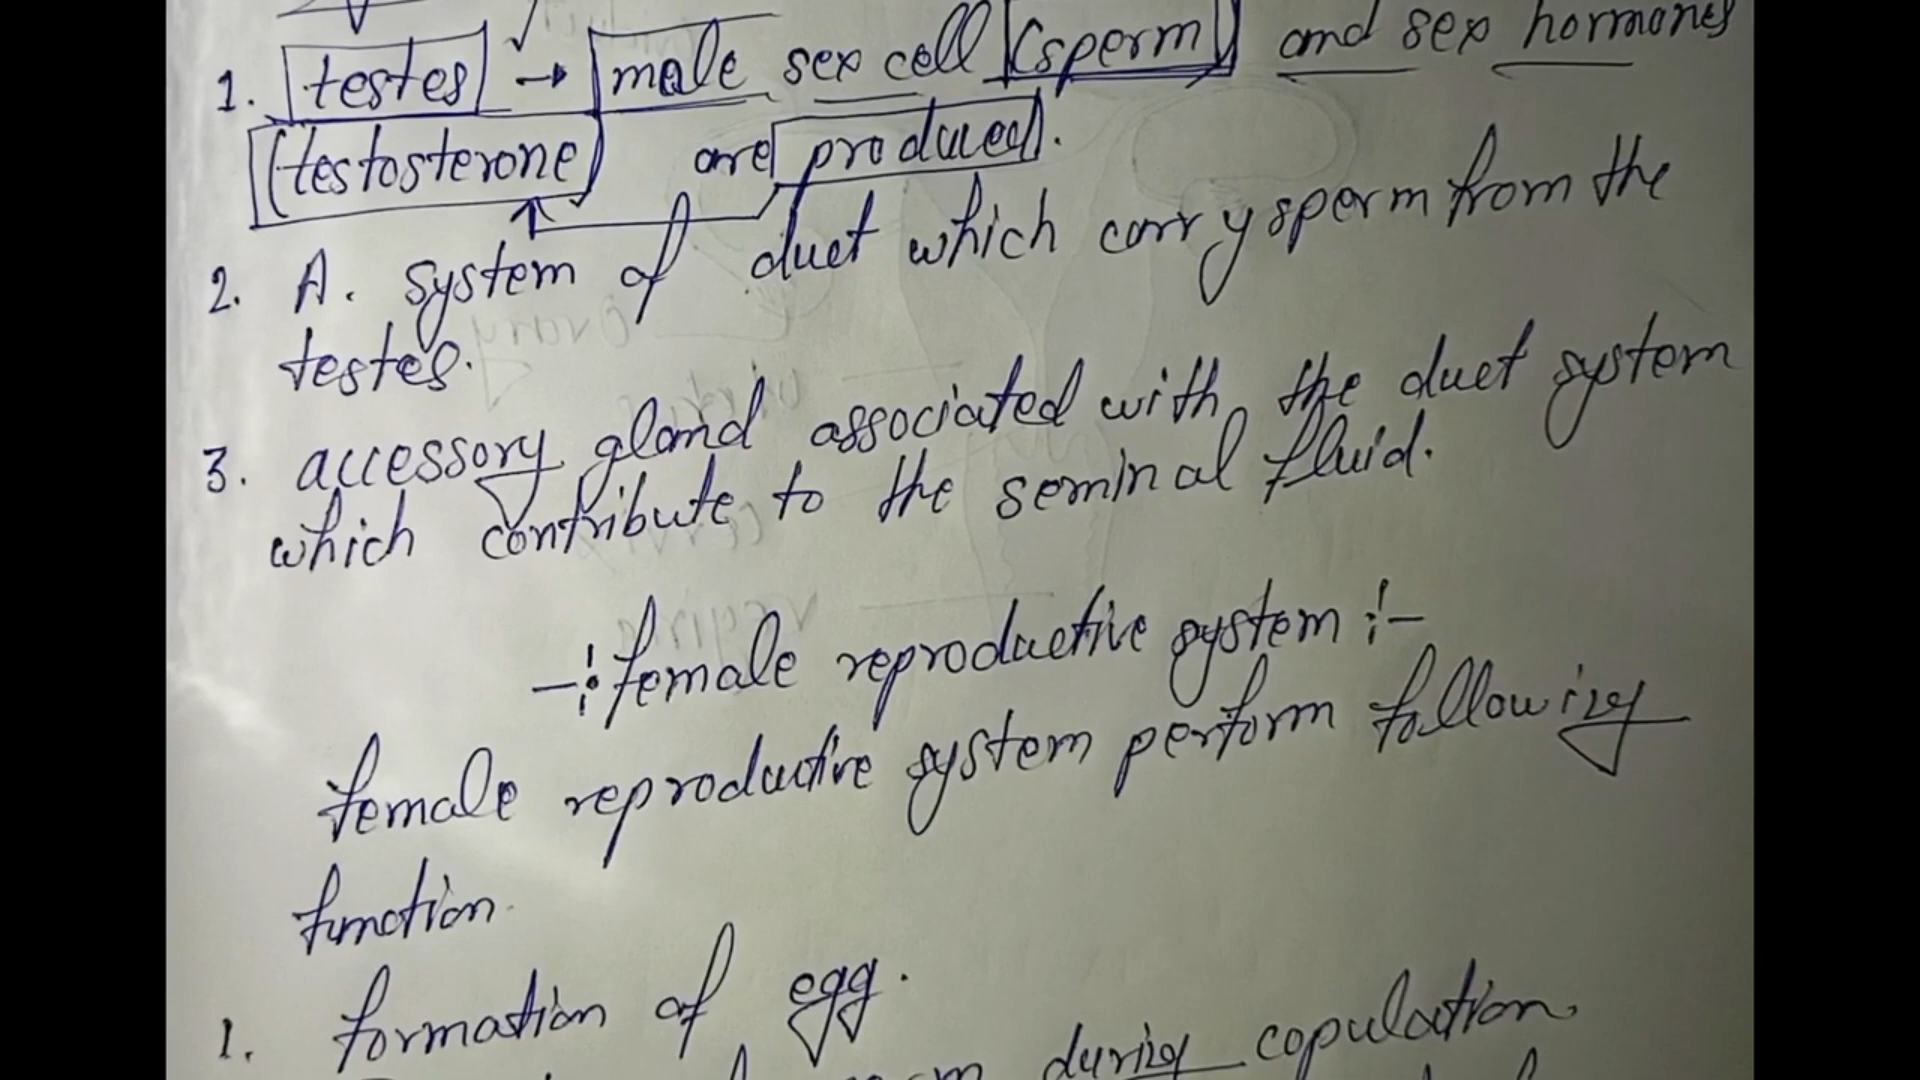 1. testes → male sex cell (sperm) and sex hormones
(testosterone) are produced.
2. A. system of duct which carry sperm from the
testes.
3. accessory gland associated with the duct system
which contribute to the seminal fluid.
-:female reproductive system:-
female reproductive system perform following
function.
1. formation of egg.
during copulation.